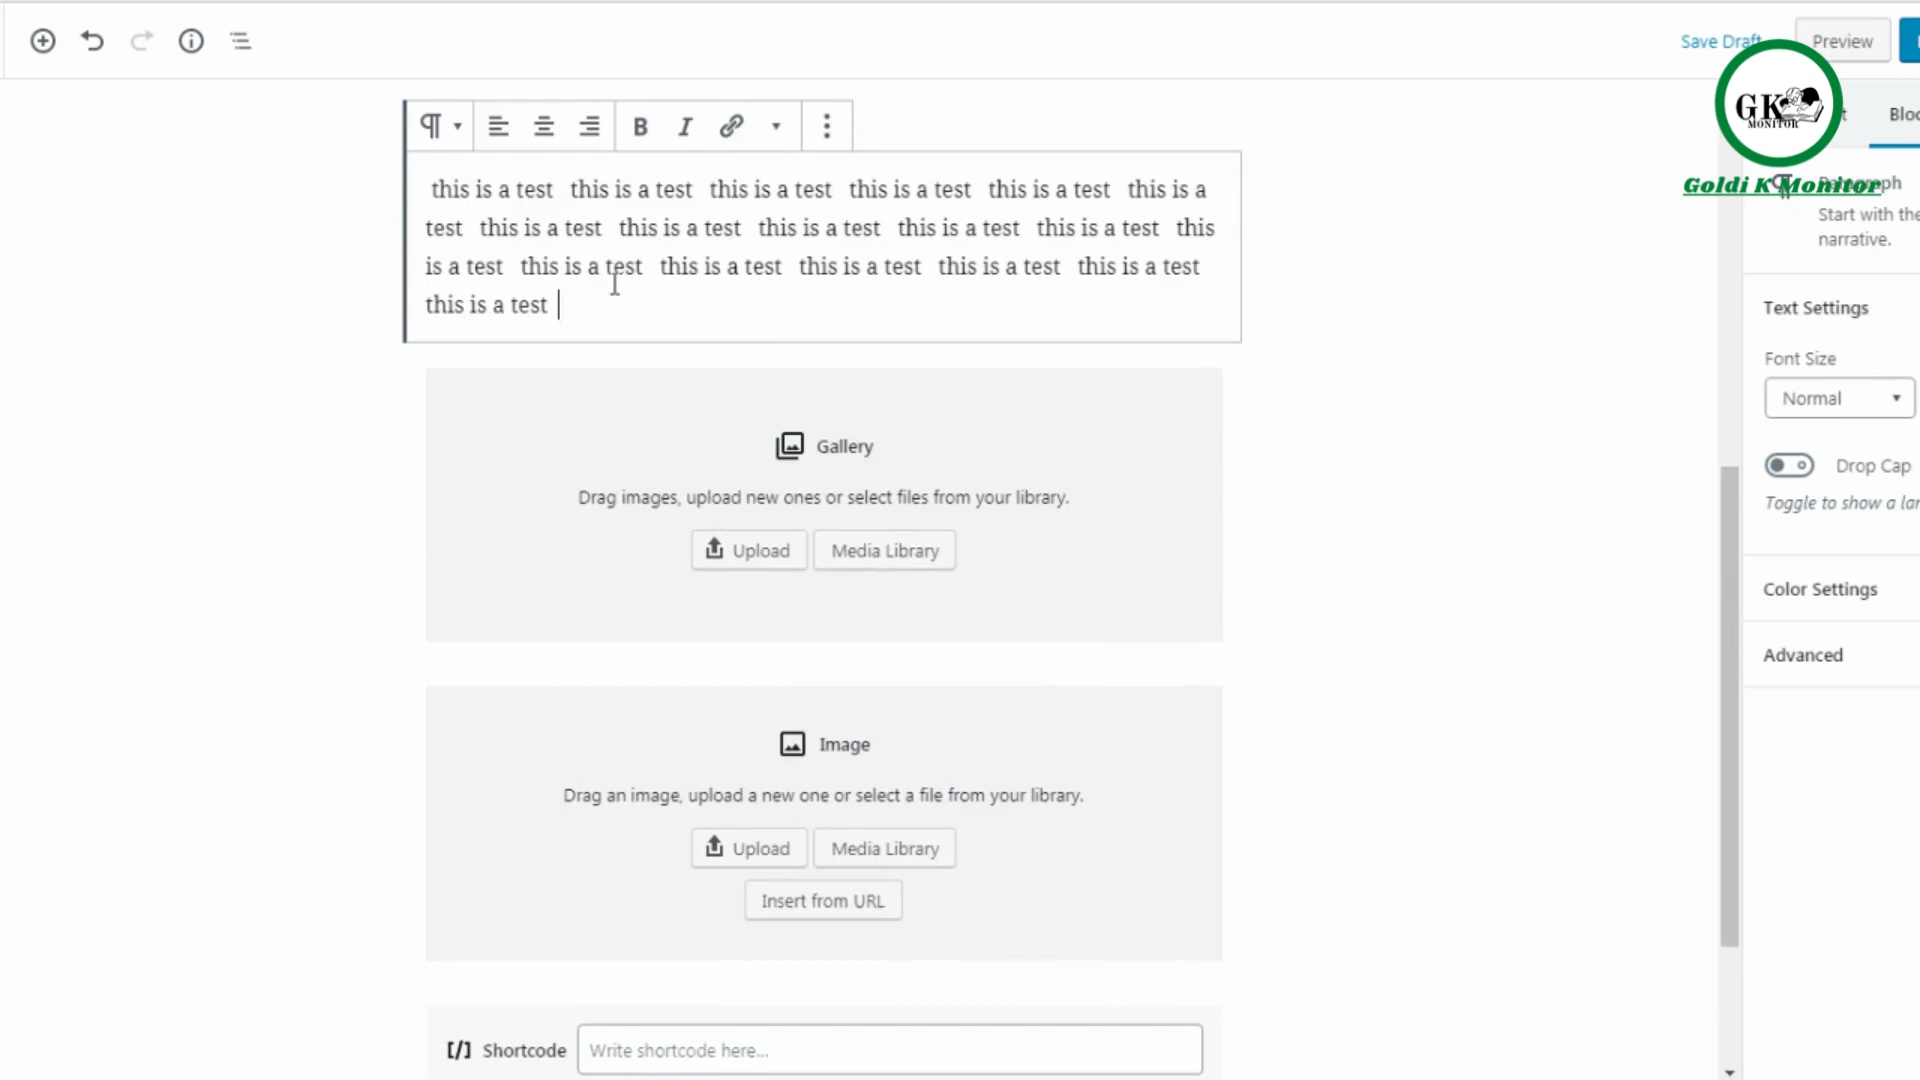 Save Draft
Preview
GK
MONITOR
Goldi K Monitor
B I
this is a test this is a test this is a test this is a test this is a test this is a
test this is a test this is a test this is a test this is a test this is a test this
is a test this is a test this is a test this is a test this is a test this is a test
this is a test
Gallery
Drag images, upload new ones or select files from your library.
Upload
Media Library
Image
Drag an image, upload a new one or select a file from your library.
Upload
Media Library
Insert from URL
[/] Shortcode
Write shortcode here...
Bloc
Paragraph
Start with the
narrative.
Text Settings
Font Size
Normal
Drop Cap
Toggle to show a lar
Color Settings
Advanced